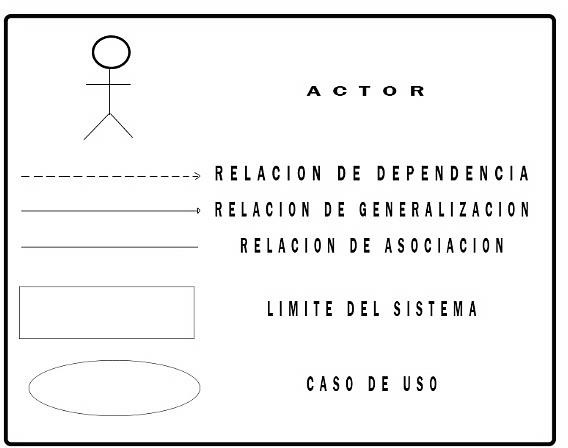 ACTOR
RELACION DE DEPENDENCIA
RELACION DE GENERALIZACION
RELACION DE ASOCIACION
LIMITE DEL SISTEMA
CASO DE USO